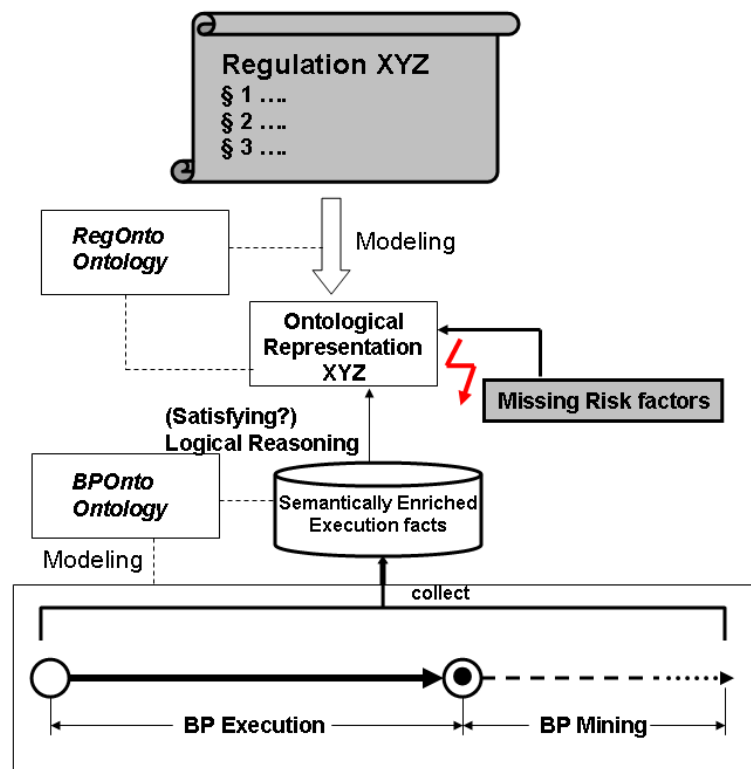 Regulation XYZ
§ 1 ....
§ 2 ....
§ 3 ....
RegOnto
Ontology
Modeling
Ontological
Representation
XYZ
Missing Risk factors
(Satisfying?)
Logical Reasoning
BPOnto
Ontology
Semantically Enriched
Execution facts
Modeling
collect
BP Execution
BP Mining